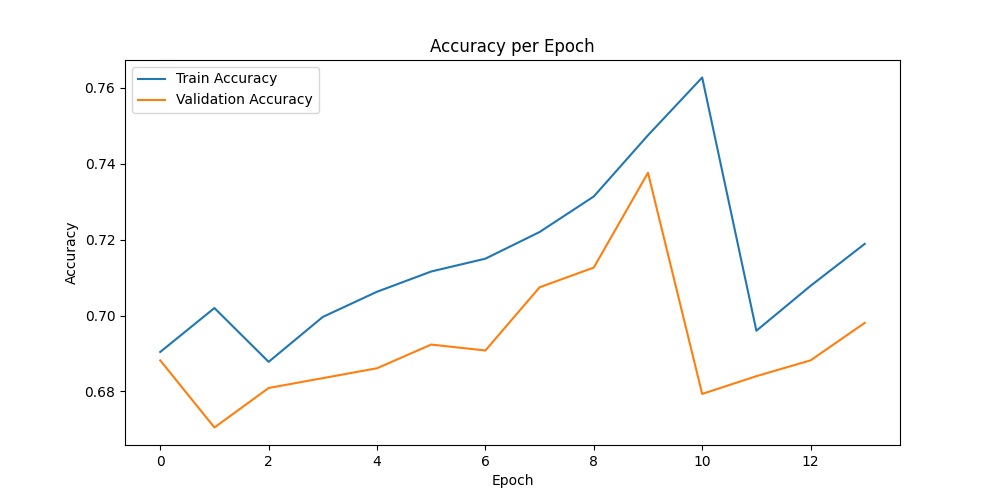 Accuracy per Epoch
Train Accuracy
Validation Accuracy
0.76
0.74
0.72
0.70
0.68
Accuracy
0 2 4 6 8 10 12
Epoch